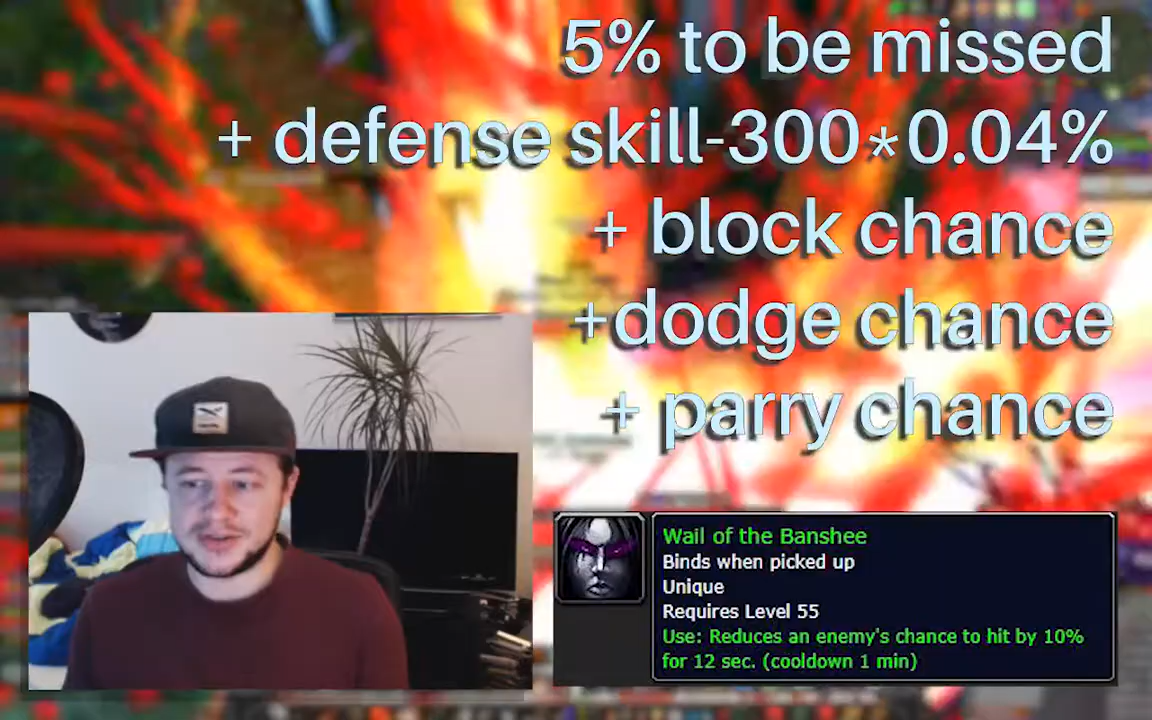 5% to be missed
+ defense skill-300*0.04%
+ block chance
+dodge chance
+ parry chance
Wail of the Banshee
Binds when picked up
Unique
Requires Level 55
Use: Reduces an enemy's chance to hit by 10%
for 12 sec. (cooldown 1 min)